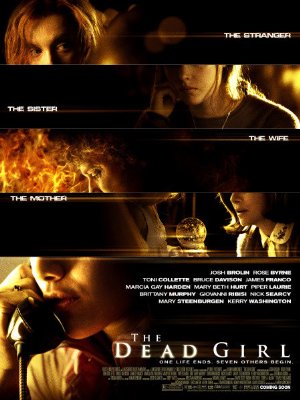 THE STRANGER
THE SISTER
THE WIFE
THE MOTHER
JOSH BROLIN ROSE BYRNE
TONI COLLETTE BRUCE DAVISON JAMES FRANCO
MARCIA GAY HARDEN MARY BETH HURT PIPER LAURIE
BRITTANY MURPHY GIOVANNI RIBISI NICK SEARCY
MARY STEENBURGEN KERRY WASHINGTON
THE
DEAD GIRL
ONE LIFE ENDS. SEVEN OTHERS BEGIN.
COMING SOON